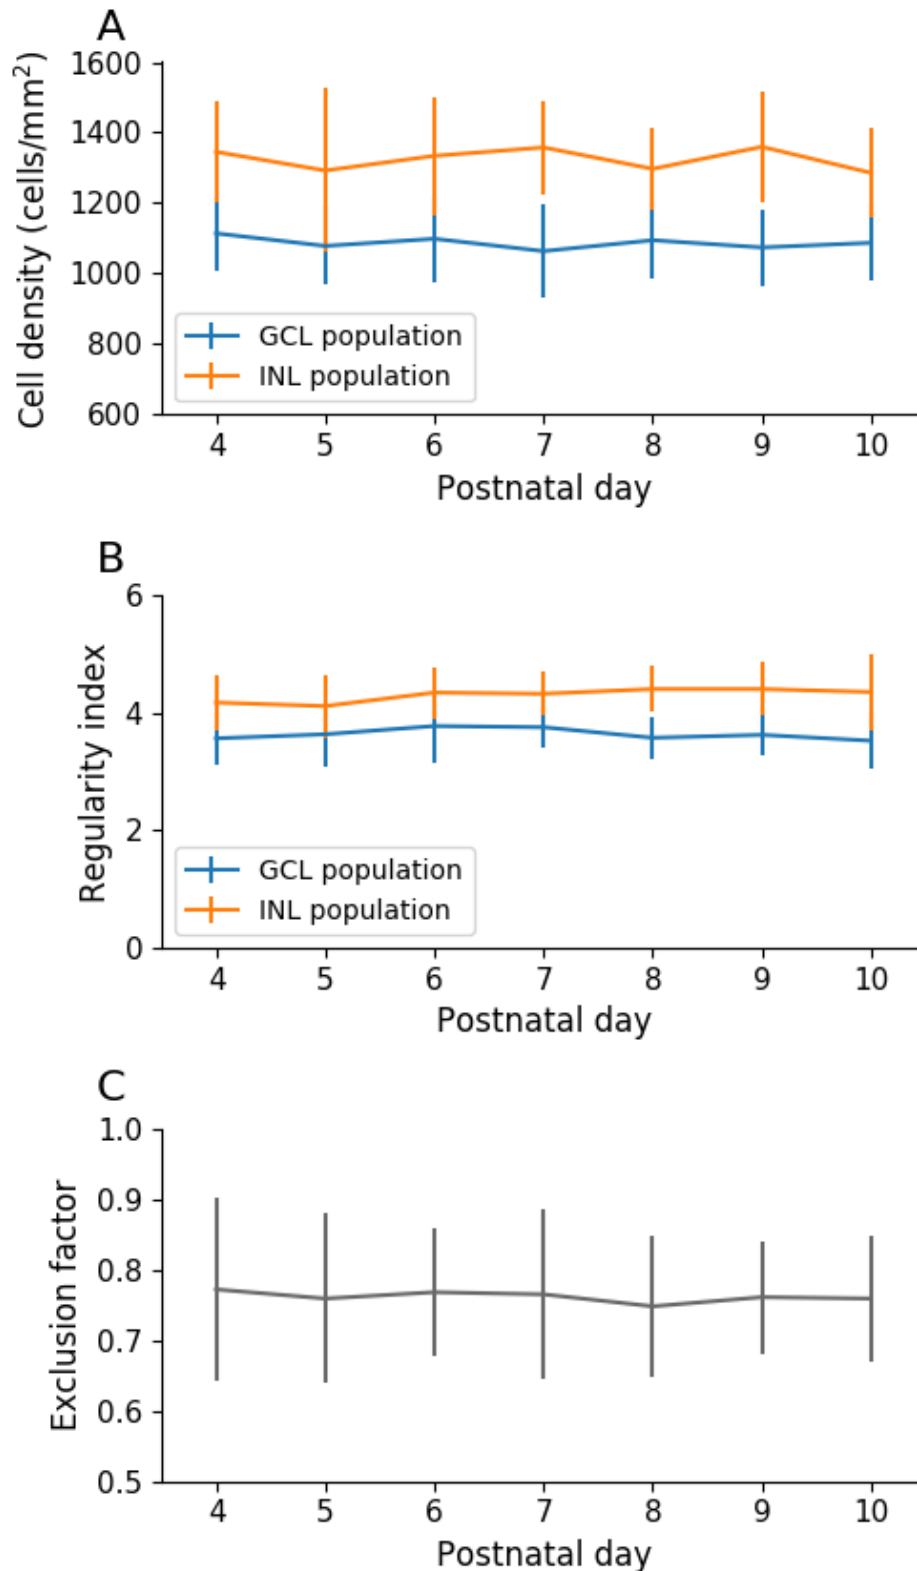 A
Cell density (cells/mm²)
1600
1400
1200
1000
800
600
GCL population
INL population
4 5 6 7 8 9 10
Postnatal day
B
Regularity index
6
4
2
0
GCL population
INL population
4 5 6 7 8 9 10
Postnatal day
C
Exclusion factor
1.0
0.9
0.8
0.7
0.6
0.5
4 5 6 7 8 9 10
Postnatal day